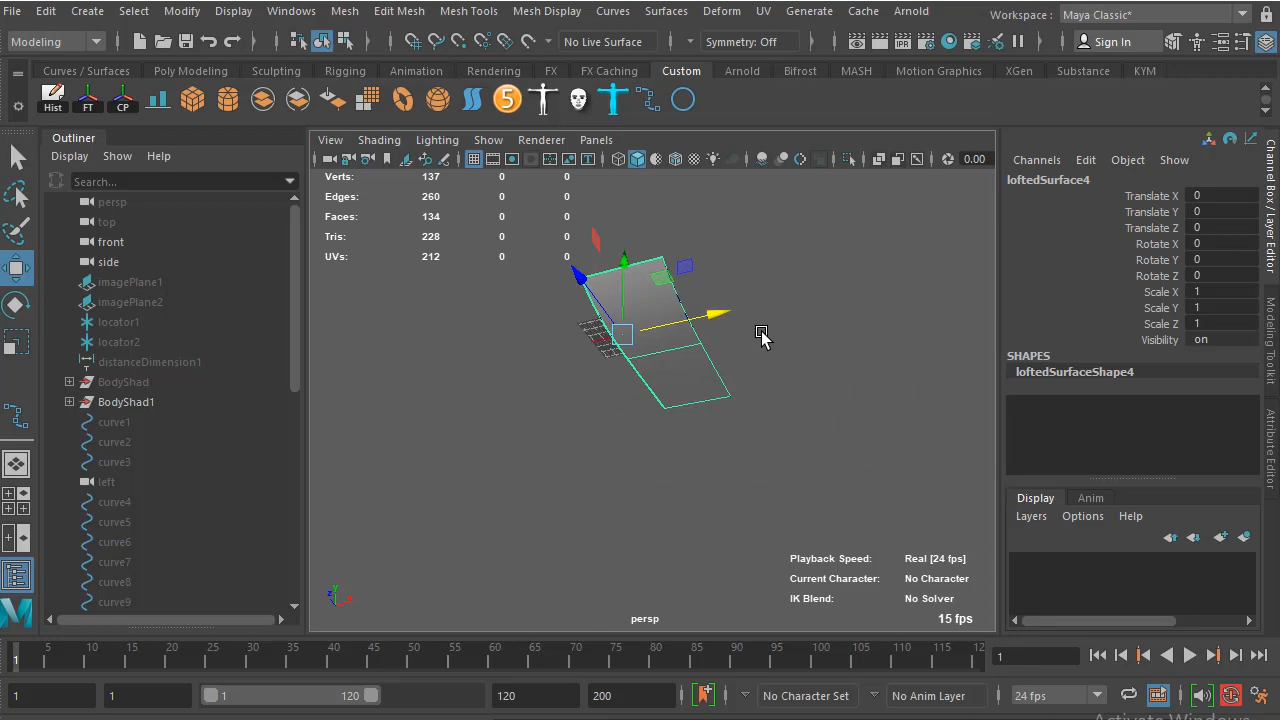 File Edit Create Select Modify Display Windows Mesh Edit Mesh Mesh Tools Mesh Display Curves Surfaces Deform UV Generate Cache Arnold Workspace: Maya Classic*
Modeling No Live Surface Symmetry: Off Sign In
Curves / Surfaces Poly Modeling Sculpting Rigging Animation Rendering FX FX Caching Custom Arnold Bifrost MASH Motion Graphics XGen Substance KYM
Hist FT CP 5
Outliner
Display Show Help
Search...
persp
top
front
side
imagePlane1
imagePlane2
locator1
locator2
distanceDimension1
BodyShad
BodyShad1
curve1
curve2
curve3
left
curve4
curve5
curve6
curve7
curve8
curve9
View Shading Lighting Show Renderer Panels
0.00
Verts: 137 0 0
Edges: 260 0 0
Faces: 134 0 0
Tris: 228 0 0
UVs: 212 0 0
Playback Speed: Real [24 fps]
Current Character: No Character
IK Blend: No Solver
persp
15 fps
Channels Edit Object Show
loftedSurface4
Translate X 0
Translate Y 0
Translate Z 0
Rotate X 0
Rotate Y 0
Rotate Z 0
Scale X 1
Scale Y 1
Scale Z 1
Visibility on
SHAPES
loftedSurfaceShape4
Display Anim
Layers Options Help
Channel Box / Layer Editor
Modeling Toolkit
Attribute Editor
5 10 15 20 25 30 35 40 45 50 55 60 65 70 75 80 85 90 95 100 105 110 115 12
1 1
1 1 1 120 120 200 No Character Set No Anim Layer 24 fps